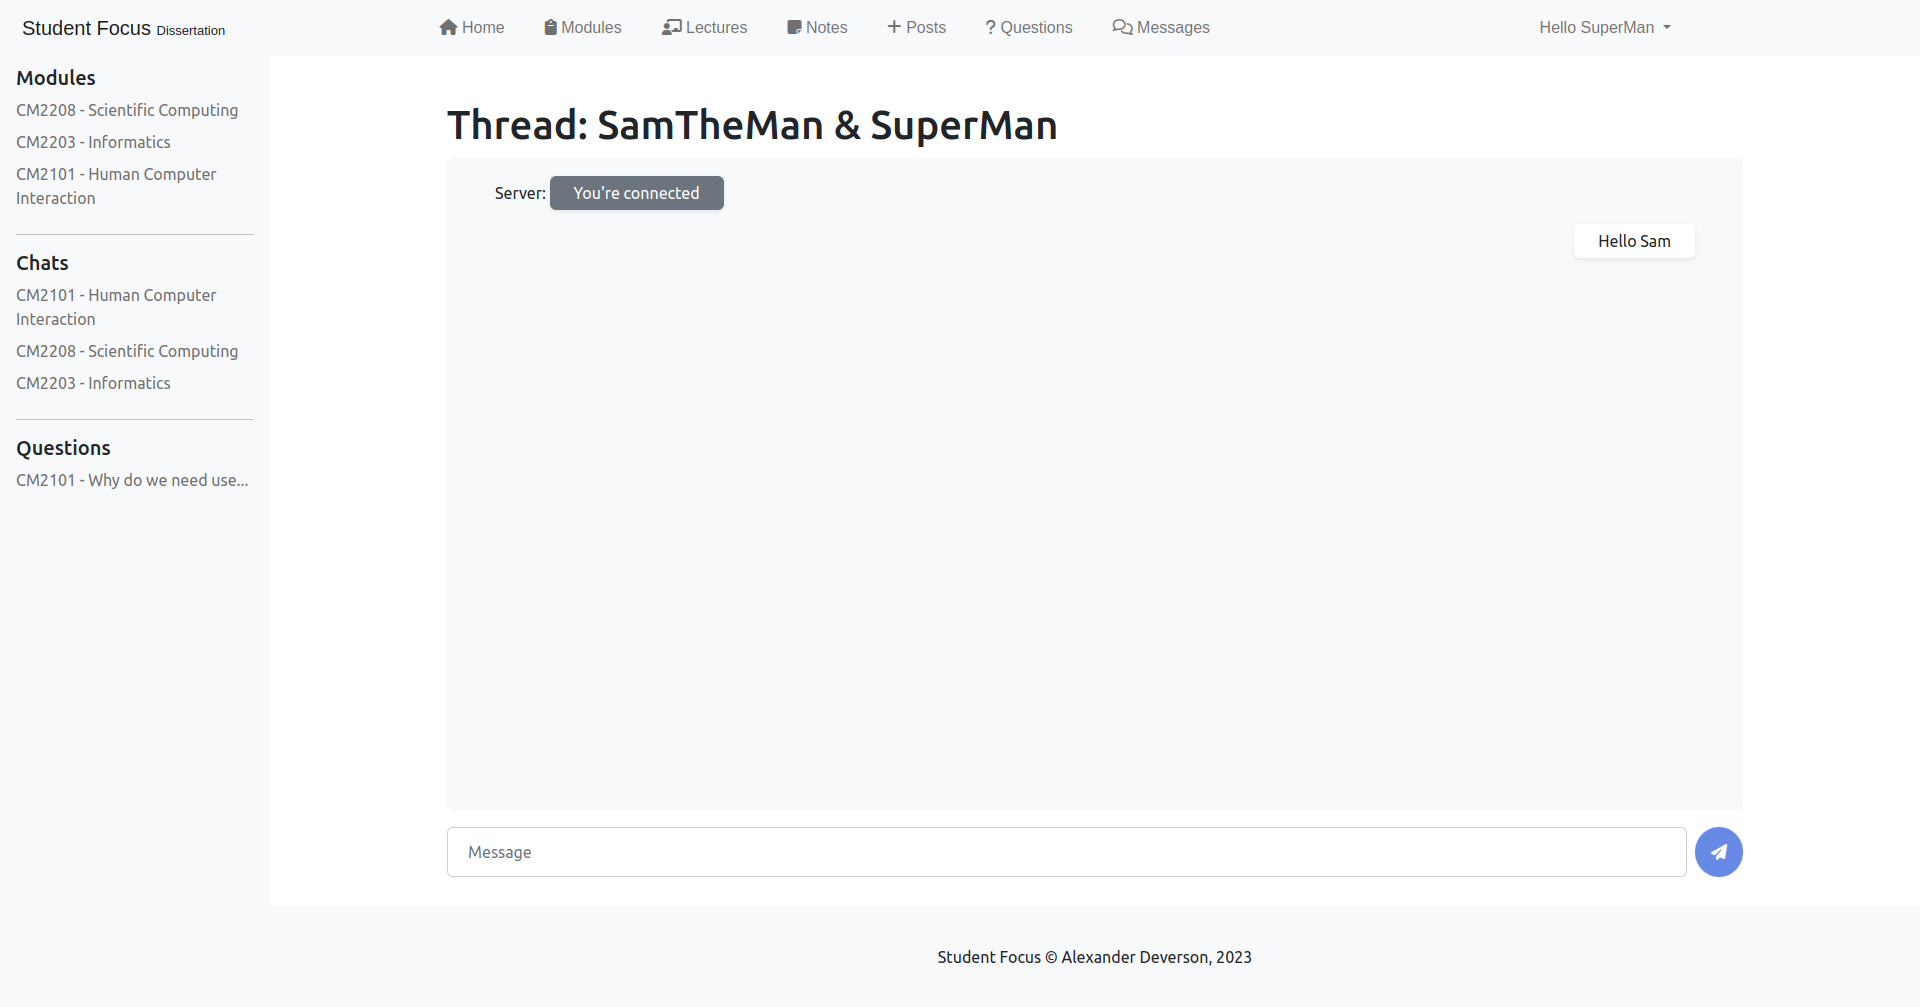 Student Focus Dissertation
Home Modules Lectures Notes Posts Questions Messages Hello SuperMan
Modules
CM2208 - Scientific Computing
CM2203 - Informatics
CM2101 - Human Computer
Interaction
Chats
CM2101 - Human Computer
Interaction
CM2208 - Scientific Computing
CM2203 - Informatics
Questions
CM2101 - Why do we need use...
Thread: SamTheMan & SuperMan
Server: You're connected
Hello Sam
Message
Student Focus © Alexander Deverson, 2023